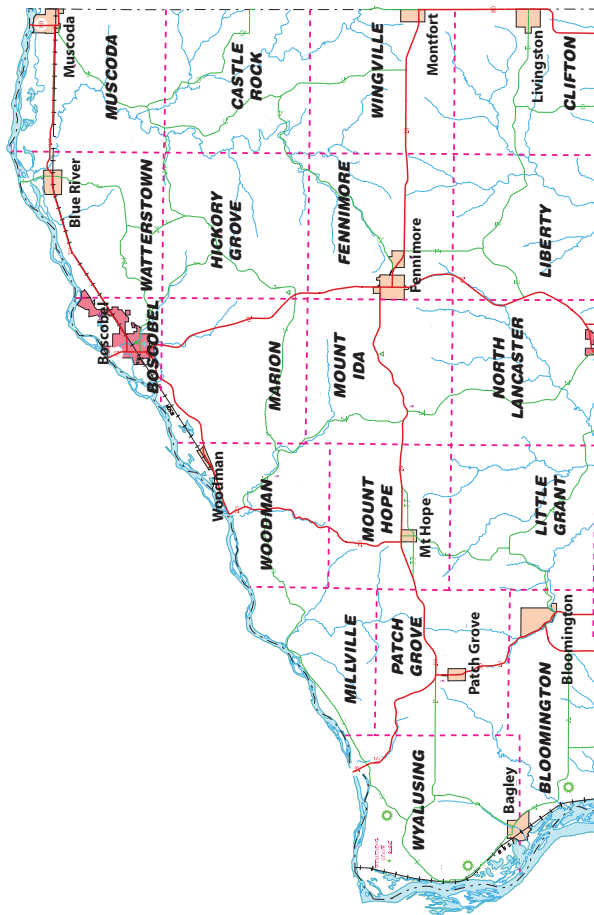 Boscobel
Blue River
Muscoda
BOSCOBEL
WATTERSTOWN
MUSCODA
Woodman
WOODMAN
MARION
HICKORY
GROVE
CASTLE
ROCK
MILLVILLE
MOUNT
HOPE
MOUNT
IDA
FENNIMORE
WINGVILLE
PATCH
GROVE
WYALUSING
Mt Hope
Fennimore
Montfort
Patch Grove
Bagley
BLOOMINGTON
Bloomington
LITTLE
GRANT
NORTH
LANCASTER
LIBERTY
Livingston
CLIFTON